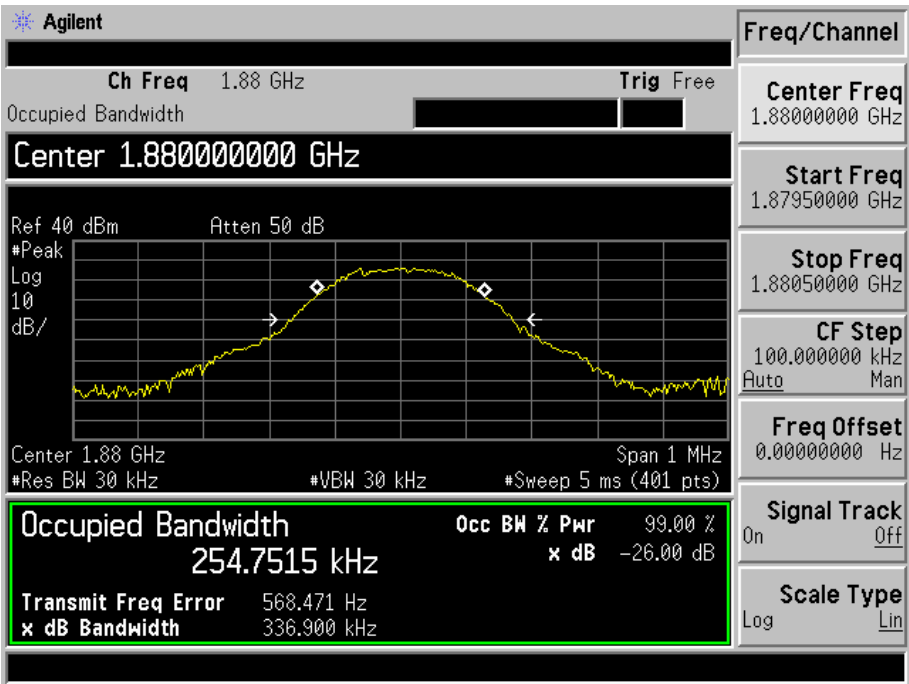 Agilent
Ch Freq 1.88 GHz Trig Free
Occupied Bandwidth
Center 1.880000000 GHz
Ref 40 dBm Atten 50 dB
#Peak
Log
10
dB/
Center 1.88 GHz Span 1 MHz
#Res BW 30 kHz #VBW 30 kHz #Sweep 5 ms (401 pts)
Occupied Bandwidth
254.7515 kHz
Occ BW % Pwr 99.00 %
x dB -26.00 dB
Transmit Freq Error 568.471 Hz
x dB Bandwidth 336.900 kHz
Freq/Channel
Center Freq
1.88000000 GHz
Start Freq
1.87950000 GHz
Stop Freq
1.88050000 GHz
CF Step
100.000000 kHz
Auto Man
Freq Offset
0.00000000 Hz
Signal Track
On Off
Scale Type
Log Lin